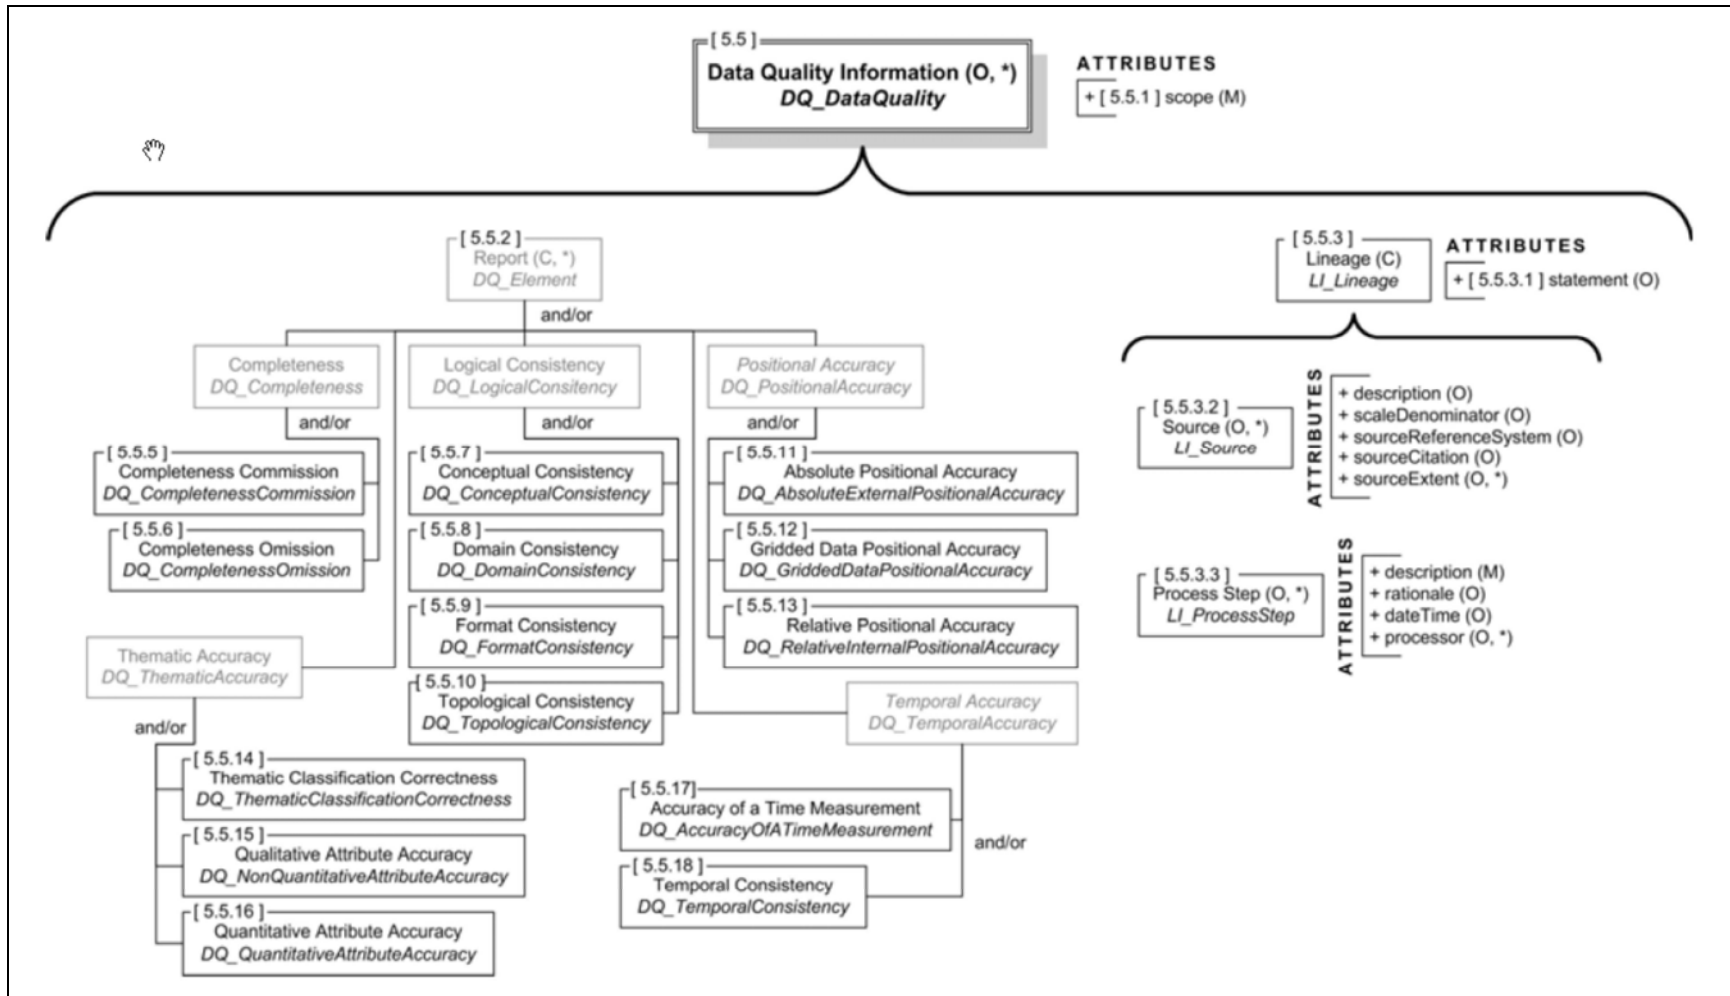 [ 5.5 ]
Data Quality Information (O, *)
DQ_DataQuality
ATTRIBUTES
+ [ 5.5.1 ] scope (M)
[ 5.5.2 ]
Report (C, *)
DQ_Element
and/or
[ 5.5.3 ]
Lineage (C)
LI_Lineage
ATTRIBUTES
+ [ 5.5.3.1 ] statement (O)
Completeness
DQ_Completeness
and/or
Logical Consistency
DQ_LogicalConsitency
and/or
Positional Accuracy
DQ_PositionalAccuracy
and/or
[ 5.5.5 ]
Completeness Commission
DQ_CompletenessCommission
[ 5.5.6 ]
Completeness Omission
DQ_CompletenessOmission
[ 5.5.7 ]
Conceptual Consistency
DQ_ConceptualConsistency
[ 5.5.8 ]
Domain Consistency
DQ_DomainConsistency
[ 5.5.9 ]
Format Consistency
DQ_FormatConsistency
[ 5.5.10 ]
Topological Consistency
DQ_TopologicalConsistency
[ 5.5.11 ]
Absolute Positional Accuracy
DQ_AbsoluteExternalPositionalAccuracy
[ 5.5.12 ]
Gridded Data Positional Accuracy
DQ_GriddedDataPositionalAccuracy
[ 5.5.13 ]
Relative Positional Accuracy
DQ_RelativeInternalPositionalAccuracy
Thematic Accuracy
DQ_ThematicAccuracy
and/or
[ 5.5.14 ]
Thematic Classification Correctness
DQ_ThematicClassificationCorrectness
[ 5.5.15 ]
Qualitative Attribute Accuracy
DQ_NonQuantitativeAttributeAccuracy
[ 5.5.16 ]
Quantitative Attribute Accuracy
DQ_QuantitativeAttributeAccuracy
Temporal Accuracy
DQ_TemporalAccuracy
and/or
[ 5.5.17]
Accuracy of a Time Measurement
DQ_AccuracyOfATimeMeasurement
[ 5.5.18 ]
Temporal Consistency
DQ_TemporalConsistency
[ 5.5.3.2 ]
Source (O, *)
LI_Source
ATTRIBUTES
+ description (O)
+ scaleDenominator (O)
+ sourceReferenceSystem (O)
+ sourceCitation (O)
+ sourceExtent (O, *)
[ 5.5.3.3 ]
Process Step (O, *)
LI_ProcessStep
ATTRIBUTES
+ description (M)
+ rationale (O)
+ dateTime (O)
+ processor (O, *)